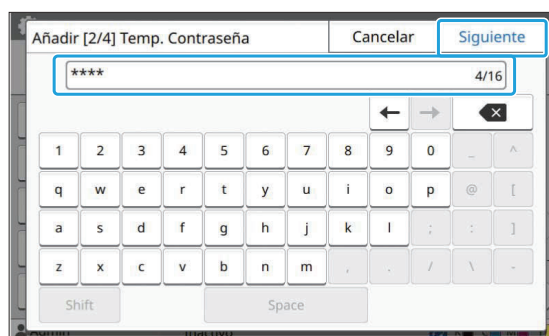 Añadir [2/4] Temp. Contraseña Cancelar Siguiente
**** 4/16
← → ×
1 2 3 4 5 6 7 8 9 0 _ ^
q w e r t y u i o p @ [
a s d f g h j k l ; : ]
z x c v b n m , . / \ -
Shift Space